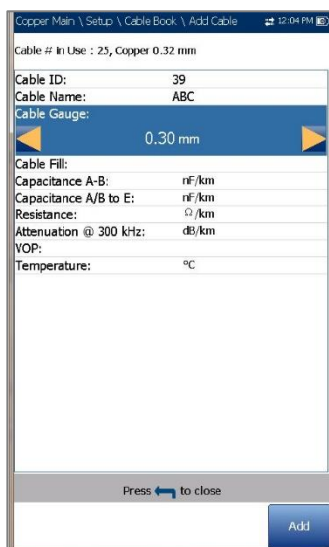 Copper Main \ Setup \ Cable Book \ Add Cable 12:04 PM
Cable # in Use : 25, Copper 0.32 mm
Cable ID: 39
Cable Name: ABC
Cable Gauge:
0.30 mm
Cable Fill:
Capacitance A-B: nF/km
Capacitance A/B to E: nF/km
Resistance: Ω/km
Attenuation @ 300 kHz: dB/km
VOP:
Temperature: °C
Press to close
Add